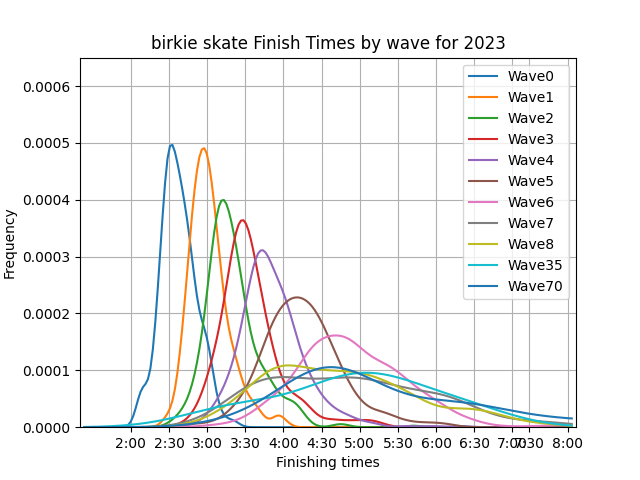 birkie skate Finish Times by wave for 2023
Frequency
0.0006
0.0005
0.0004
0.0003
0.0002
0.0001
0.0000
Wave0
Wave1
Wave2
Wave3
Wave4
Wave5
Wave6
Wave7
Wave8
Wave35
Wave70
2:00 2:30 3:00 3:30 4:00 4:30 5:00 5:30 6:00 6:30 7:00 7:30 8:00
Finishing times